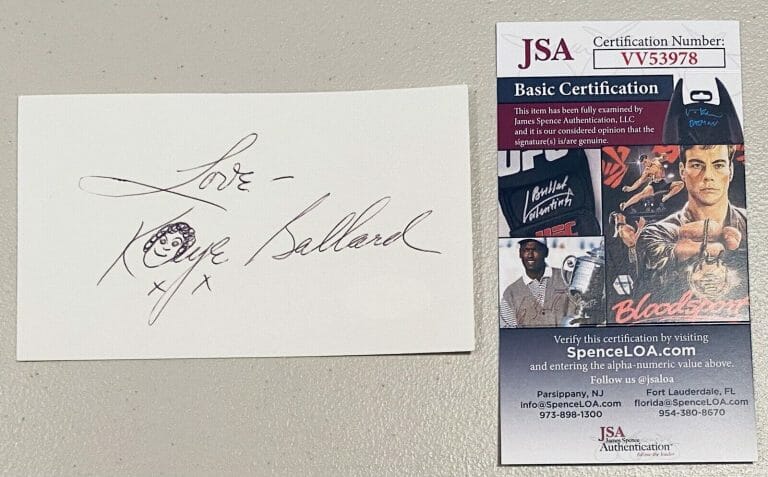 Love -
Kaye Ballard
x x
JSA
Certification Number:
VV53978
Basic Certification
This item has been fully examined by
James Spence Authentication, LLC
and it is our considered opinion that the
signature(s) is/are genuine.
UFC
UFC
Bloodsport
Verify this certification by visiting
SpenceLOA.com
and entering the alpha-numeric value above.
Follow us @jsaloa
Parsippany, NJ
info@SpenceLOA.com
973-898-1300
Fort Lauderdale, FL
florida@SpenceLOA.com
954-380-8670
JSA
James Spence
Authentication